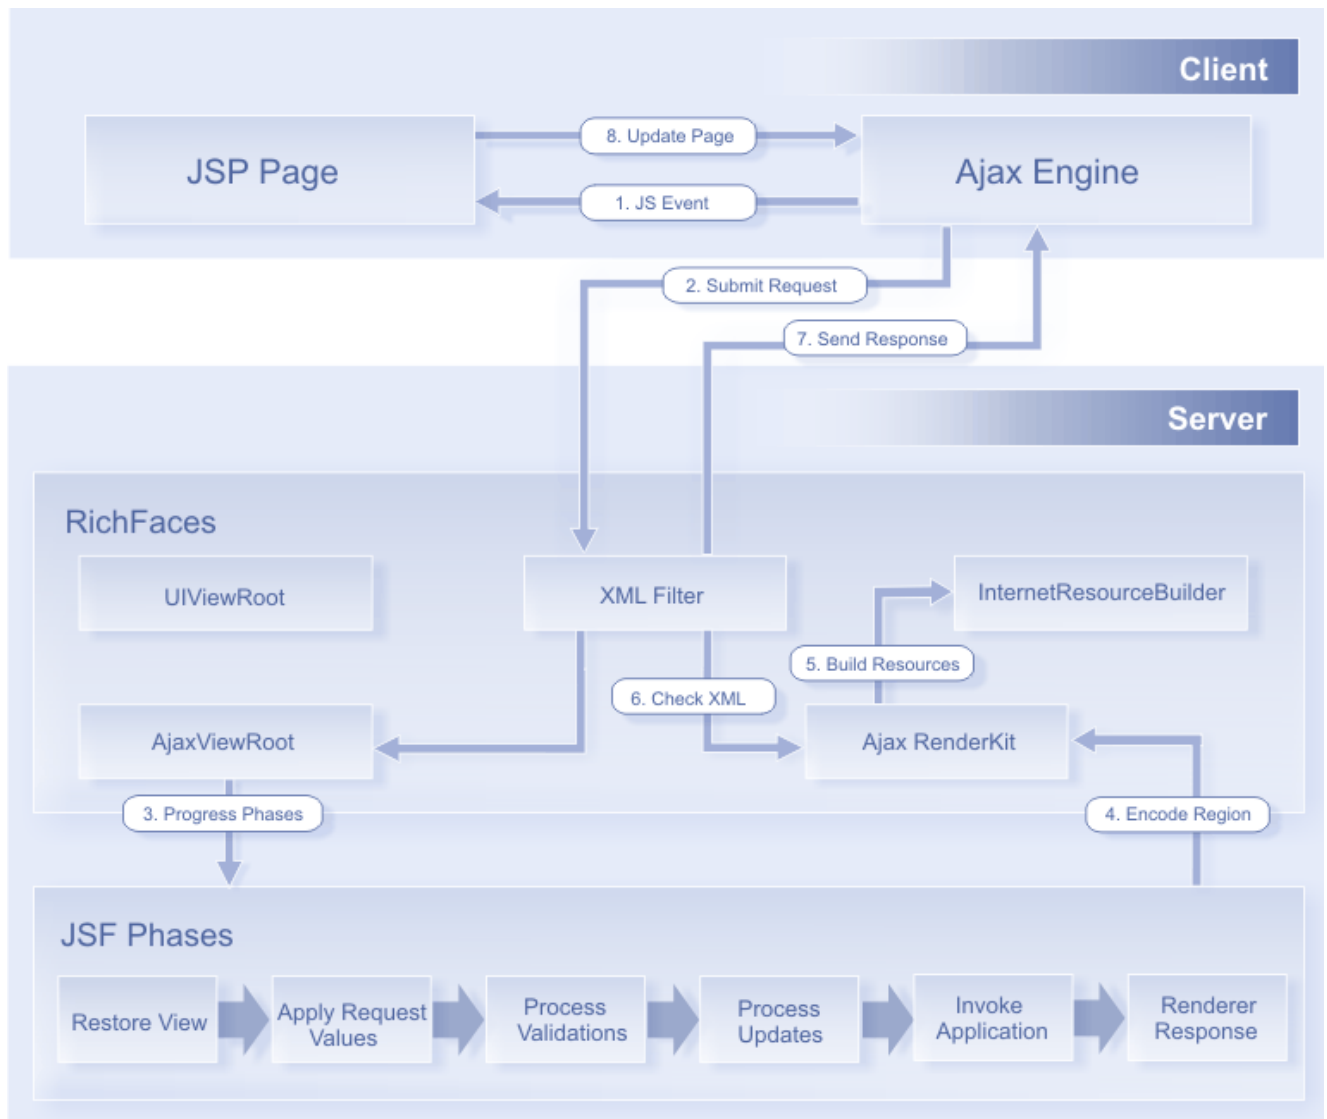 Client
JSP Page
8. Update Page
Ajax Engine
1. JS Event
2. Submit Request
7. Send Response
Server
RichFaces
UIViewRoot
XML Filter
InternetResourceBuilder
5. Build Resources
6. Check XML
AjaxViewRoot
Ajax RenderKit
3. Progress Phases
4. Encode Region
JSF Phases
Restore View
Apply Request
Values
Process
Validations
Process
Updates
Invoke
Application
Renderer
Response